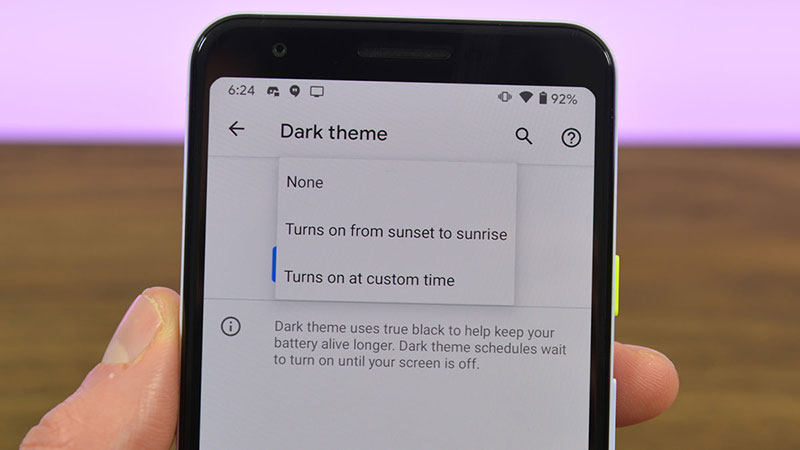 6:24 92%
Dark theme
None
Turns on from sunset to sunrise
Turns on at custom time
Dark theme uses true black to help keep your
battery alive longer. Dark theme schedules wait
to turn on until your screen is off.